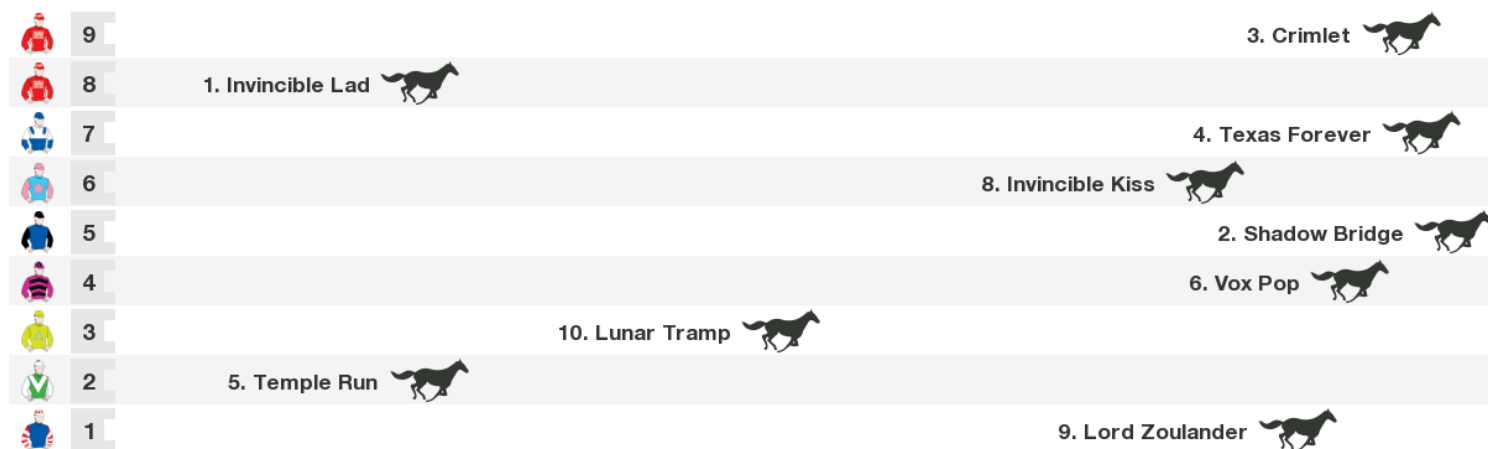 9 3. Crimlet
8 1. Invincible Lad
7 4. Texas Forever
6 8. Invincible Kiss
5 2. Shadow Bridge
4 6. Vox Pop
3 10. Lunar Tramp
2 5. Temple Run
1 9. Lord Zoulander